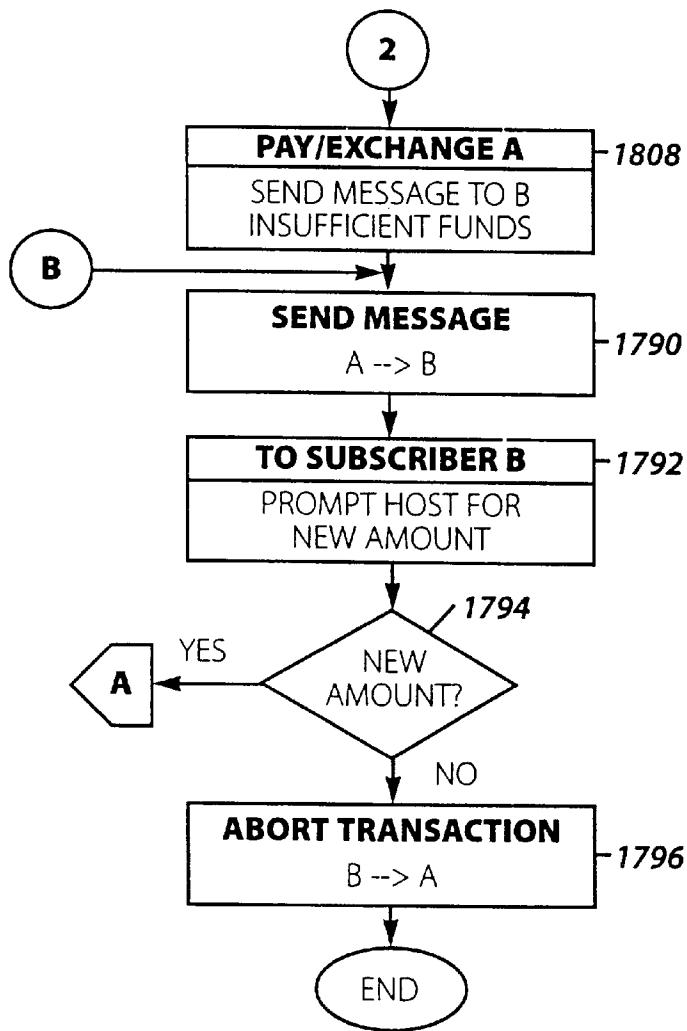 2
PAY/EXCHANGE A
1808
SEND MESSAGE TO B
INSUFFICIENT FUNDS
B
SEND MESSAGE
1790
A --> B
TO SUBSCRIBER B
1792
PROMPT HOST FOR
NEW AMOUNT
1794
YES
A
NEW
AMOUNT?
NO
ABORT TRANSACTION
1796
B --> A
END